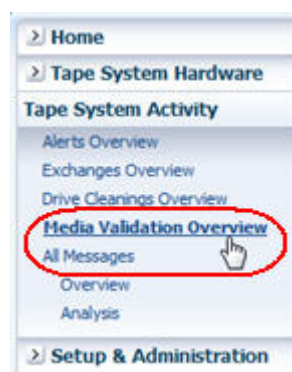 Home
Tape System Hardware
Tape System Activity
Alerts Overview
Exchanges Overview
Drive Cleanings Overview
Media Validation Overview
All Messages
Overview
Analysis
Setup & Administration